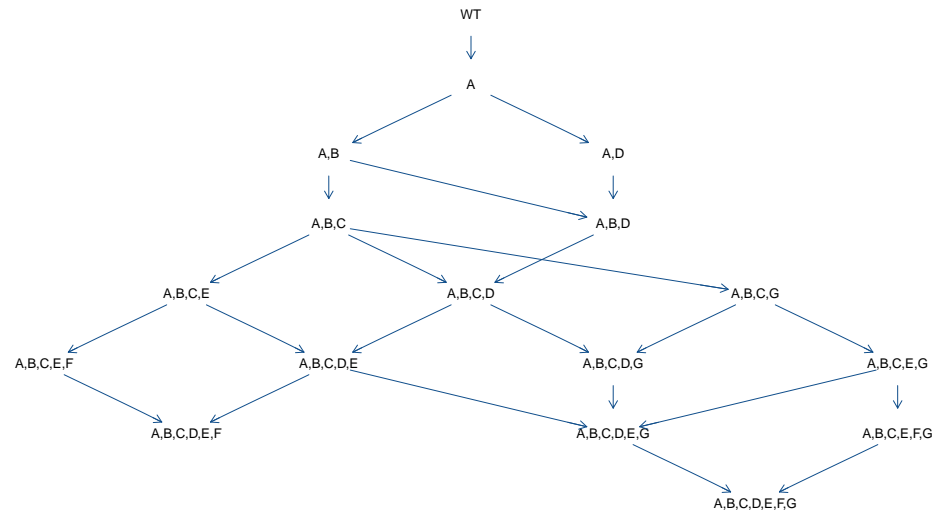 WT
A
A,B
A,D
A,B,C
A,B,D
A,B,C,E
A,B,C,D
A,B,C,G
A,B,C,E,F
A,B,C,D,E
A,B,C,D,G
A,B,C,E,G
A,B,C,D,E,F
A,B,C,D,E,G
A,B,C,E,F,G
A,B,C,D,E,F,G